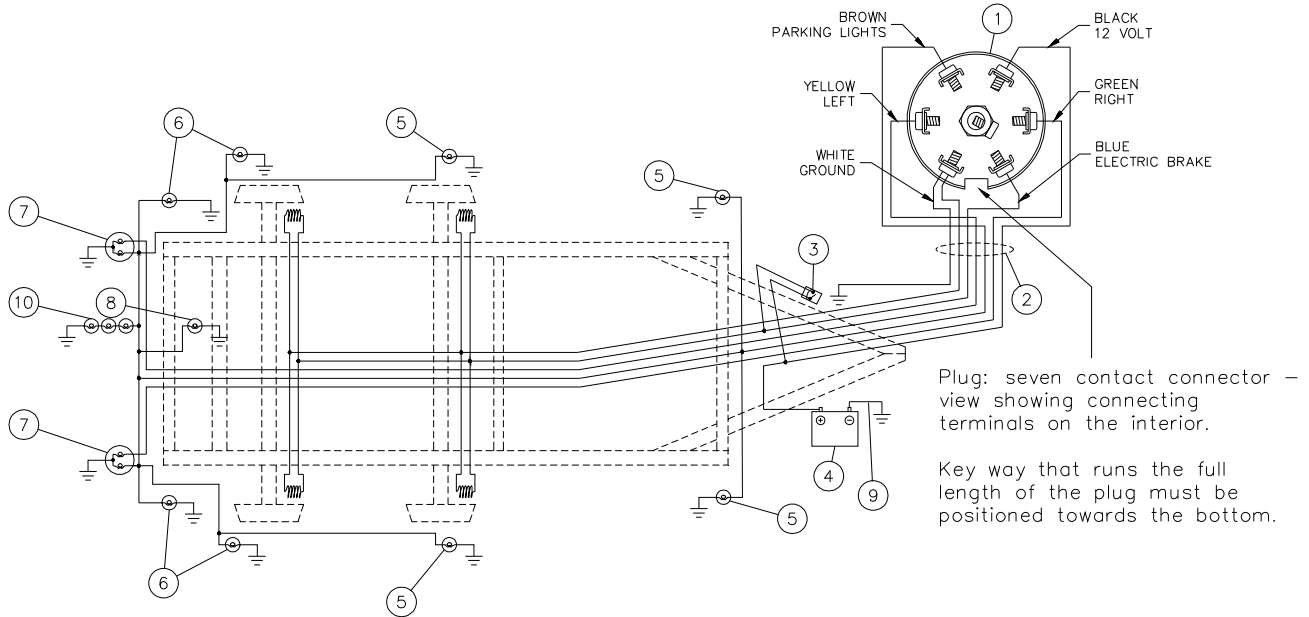 BROWN
PARKING LIGHTS
1
BLACK
12 VOLT
YELLOW
LEFT
GREEN
RIGHT
WHITE
GROUND
BLUE
ELECTRIC BRAKE
6
5
5
7
3
2
10
8
Plug: seven contact connector –
view showing connecting
terminals on the interior.
Key way that runs the full
length of the plug must be
positioned towards the bottom.
7
+
−
4
9
5
6
5